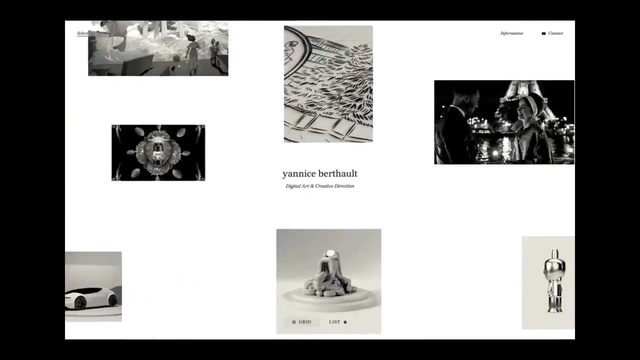 Information
Contact
yannice berthault
Digital Art & Creative Direction
GRID
LIST